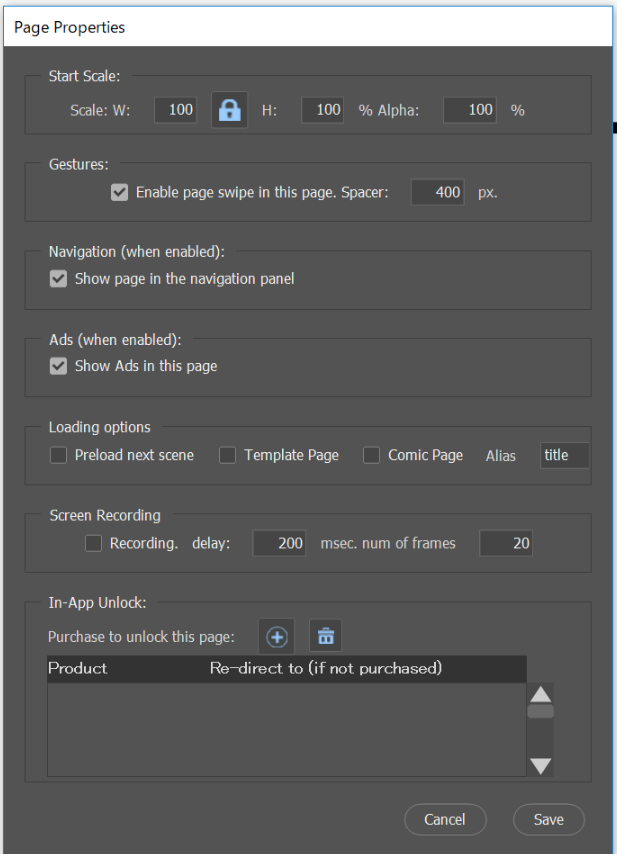 Page Properties
Start Scale:
Scale: W: 100 H: 100 % Alpha: 100 %
Gestures:
Enable page swipe in this page. Spacer: 400 px.
Navigation (when enabled):
Show page in the navigation panel
Ads (when enabled):
Show Ads in this page
Loading options
Preload next scene Template Page Comic Page Alias title
Screen Recording
Recording. delay: 200 msec. num of frames 20
In-App Unlock:
Purchase to unlock this page:
Product Re-direct to (if not purchased)
Cancel Save